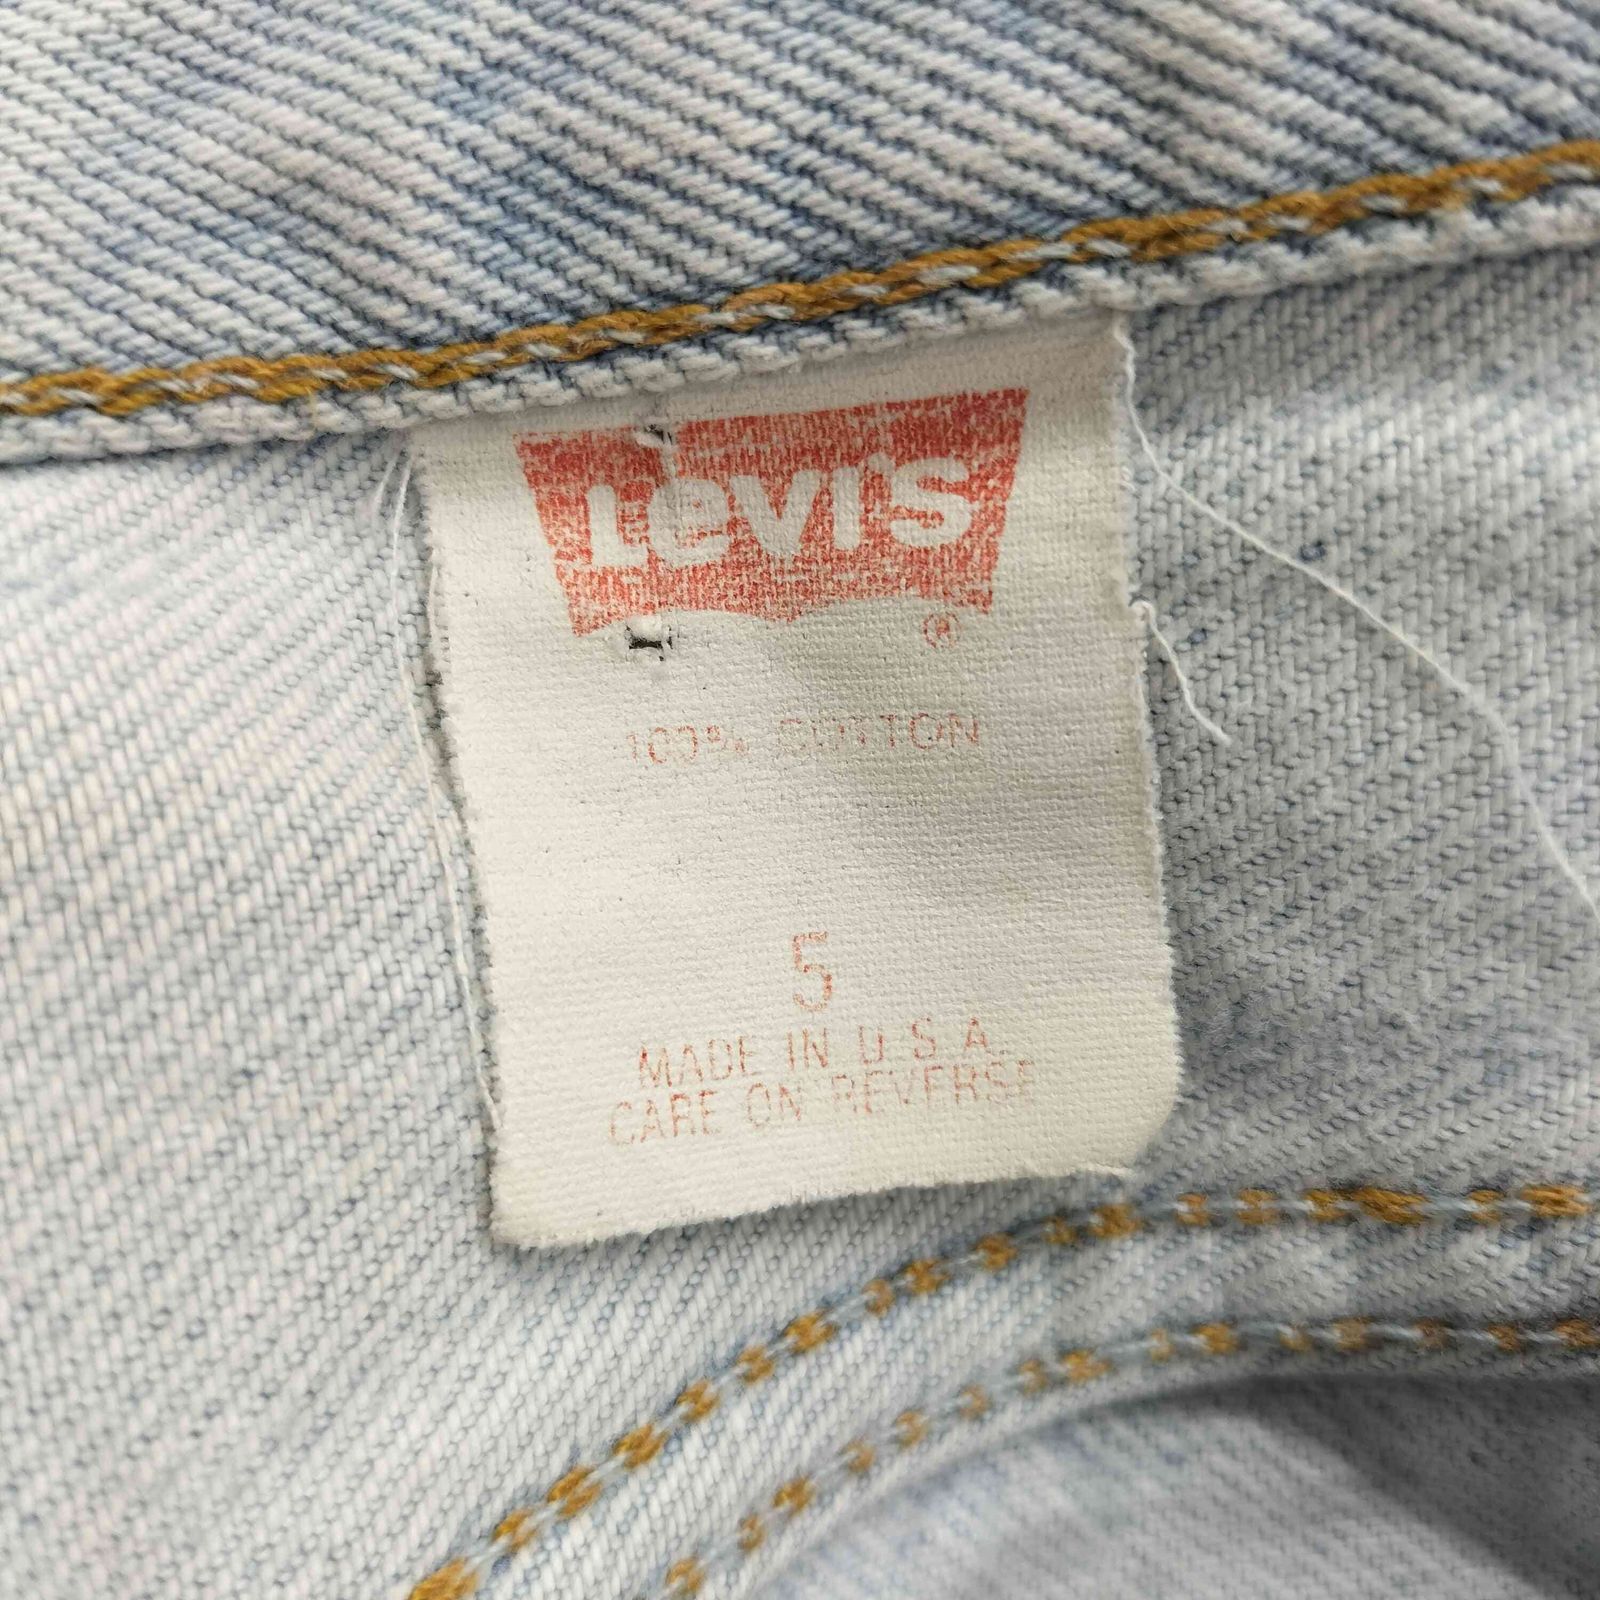 Levi's
®
100% COTTON
5
MADE IN U.S.A.
CARE ON REVERSE